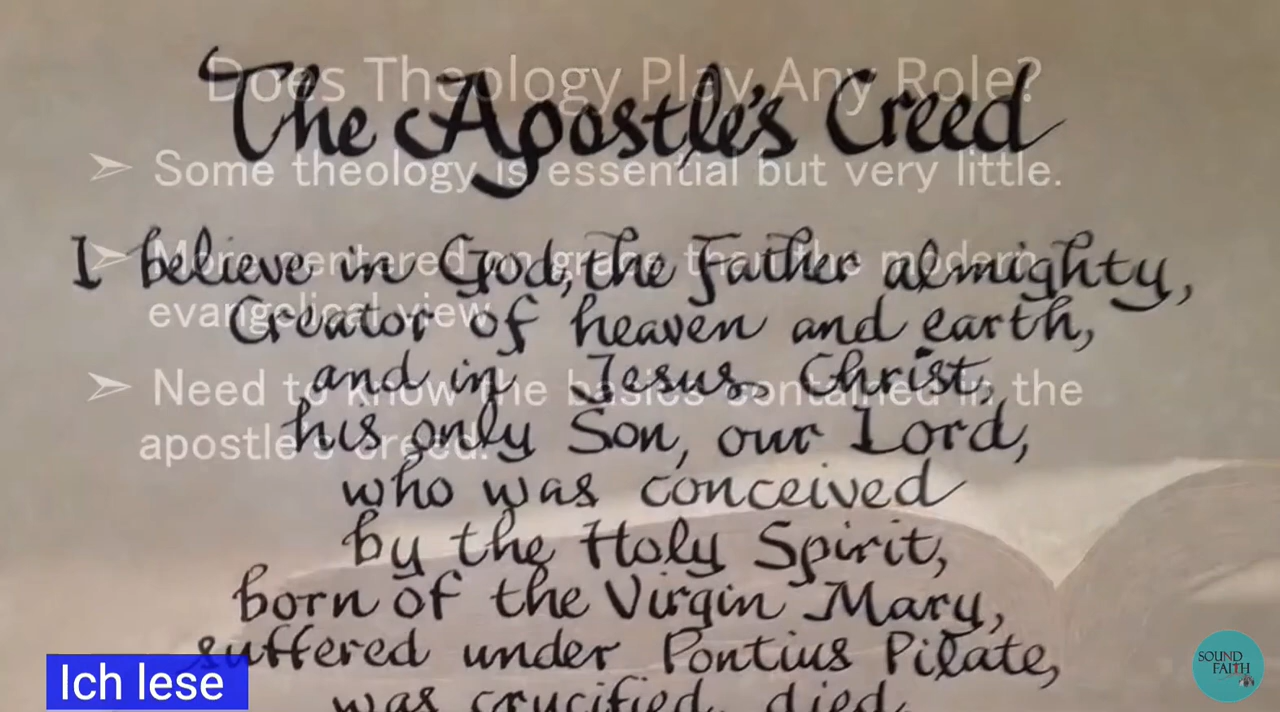 Does Theology Play Any Role?
The Apostle's Creed
➢ Some theology is essential but very little.
I believe in God, the Father almighty,
➢ More centered on grace than the modern
evangelical view.
Creator of heaven and earth,
and in Jesus Christ,
➢ Need to know the basics contained in the
his only Son, our Lord,
apostle's creed.
who was conceived
by the Holy Spirit,
born of the Virgin Mary,
suffered under Pontius Pilate,
was crucified, died,
Ich lese
SOUND
FAITH